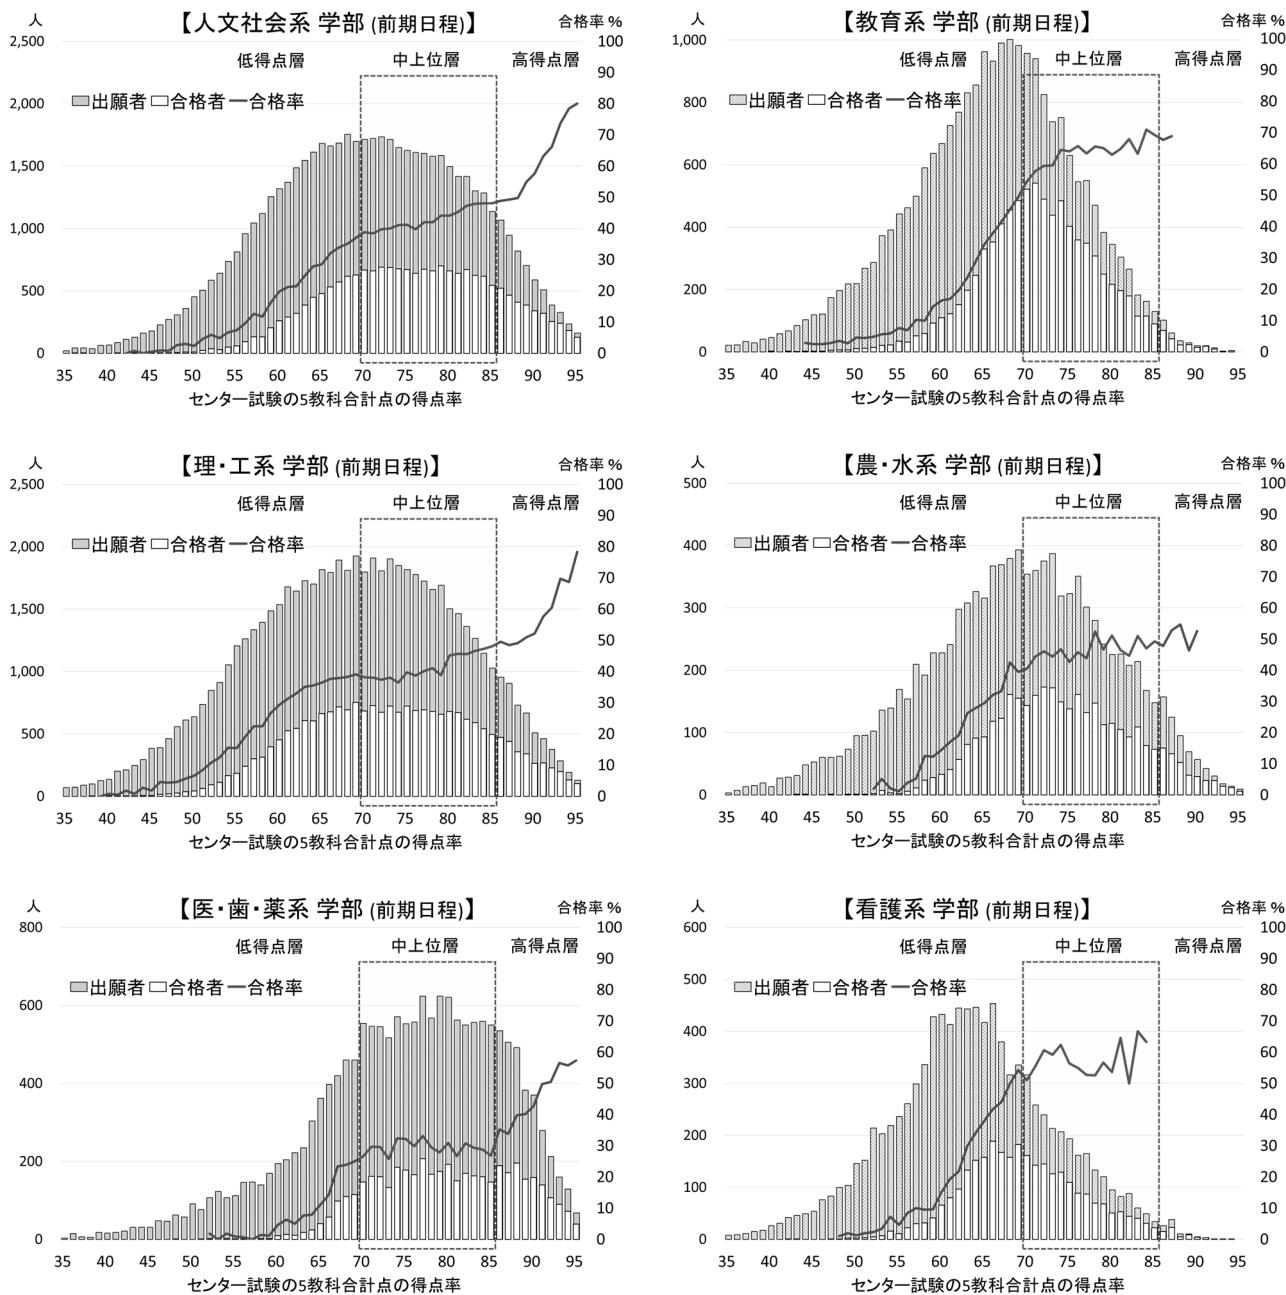 【人文社会系 学部 (前期日程)】
人
合格率 %
低得点層
中上位層
高得点層
出願者
合格者
合格率
2,500
2,000
1,500
1,000
500
0
100
90
80
70
60
50
40
30
20
10
0
35 40 45 50 55 60 65 70 75 80 85 90 95
センター試験の5教科合計点の得点率
【教育系 学部 (前期日程)】
人
合格率 %
低得点層
中上位層
高得点層
出願者
合格者
合格率
1,000
800
600
400
200
0
100
90
80
70
60
50
40
30
20
10
0
35 40 45 50 55 60 65 70 75 80 85 90 95
センター試験の5教科合計点の得点率
【理・工系 学部 (前期日程)】
人
合格率 %
低得点層
中上位層
高得点層
出願者
合格者
合格率
2,500
2,000
1,500
1,000
500
0
100
90
80
70
60
50
40
30
20
10
0
35 40 45 50 55 60 65 70 75 80 85 90 95
センター試験の5教科合計点の得点率
【農・水系 学部 (前期日程)】
人
合格率 %
低得点層
中上位層
高得点層
出願者
合格者
合格率
500
400
300
200
100
0
100
90
80
70
60
50
40
30
20
10
0
35 40 45 50 55 60 65 70 75 80 85 90 95
センター試験の5教科合計点の得点率
【医・歯・薬系 学部 (前期日程)】
人
合格率 %
低得点層
中上位層
高得点層
出願者
合格者
合格率
800
600
400
200
0
100
90
80
70
60
50
40
30
20
10
0
35 40 45 50 55 60 65 70 75 80 85 90 95
センター試験の5教科合計点の得点率
【看護系 学部 (前期日程)】
人
合格率 %
低得点層
中上位層
高得点層
出願者
合格者
合格率
600
500
400
300
200
100
0
100
90
80
70
60
50
40
30
20
10
0
35 40 45 50 55 60 65 70 75 80 85 90 95
センター試験の5教科合計点の得点率